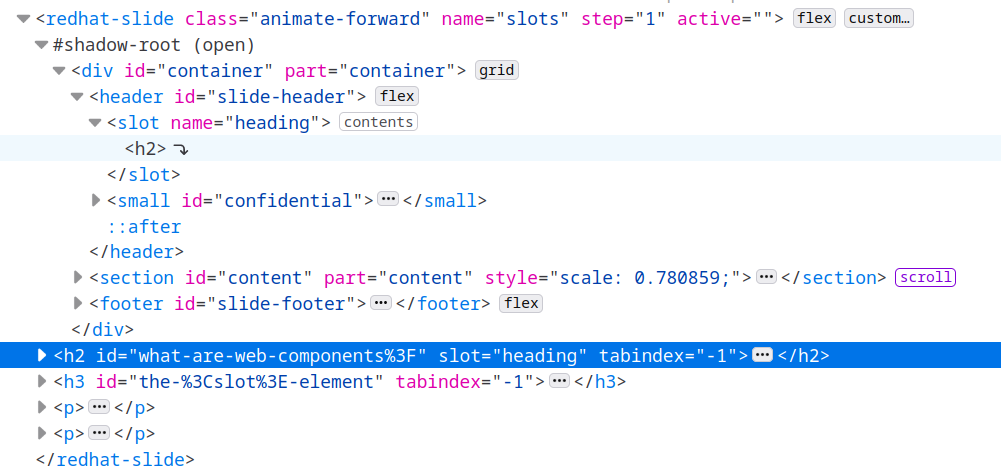 <redhat-slide class="animate-forward" name="slots" step="1" active=""> flex custom…
#shadow-root (open)
<div id="container" part="container"> grid
<header id="slide-header"> flex
<slot name="heading"> contents
<h2> ↴
</slot>
<small id="confidential"> ••• </small>
::after
</header>
<section id="content" part="content" style="scale: 0.780859;"> ••• </section> scroll
<footer id="slide-footer"> ••• </footer> flex
</div>
<h2 id="what-are-web-components%3F" slot="heading" tabindex="-1"> ••• </h2>
<h3 id="the-%3Cslot%3E-element" tabindex="-1"> ••• </h3>
<p> ••• </p>
<p> ••• </p>
</redhat-slide>